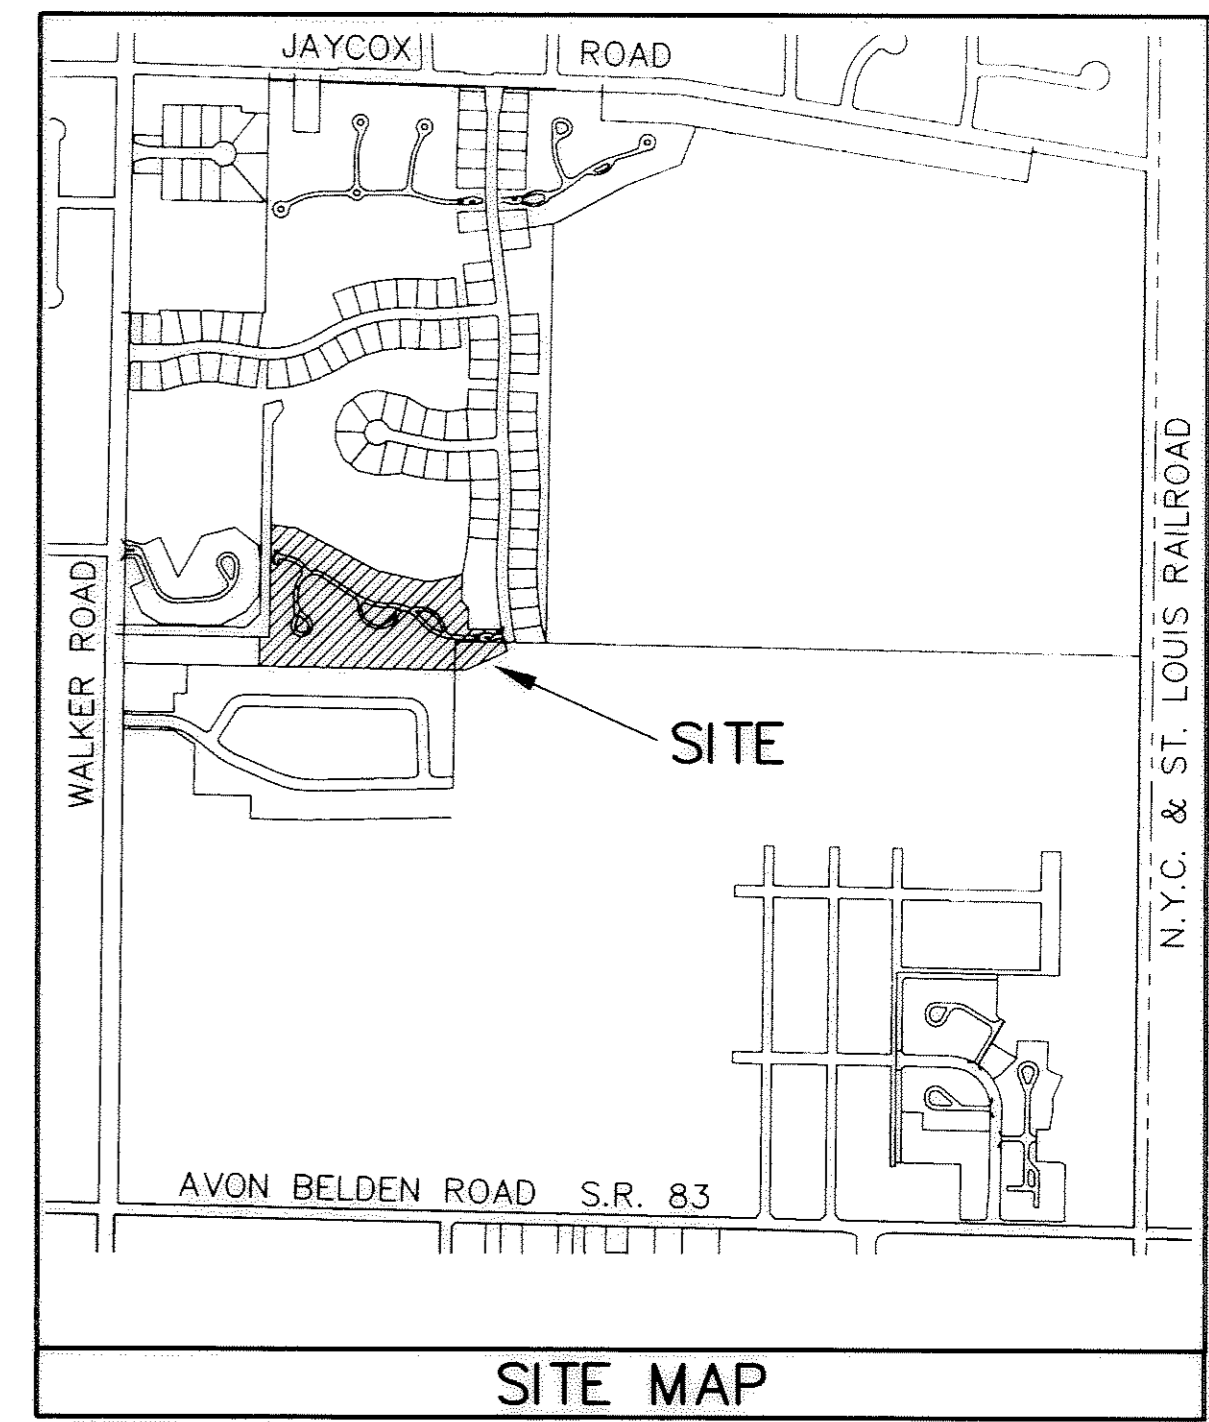 JAYCOX ROAD
WALKER ROAD
N.Y.C. & ST. LOUIS RAILROAD
SITE
AVON BELDEN ROAD S.R. 83
SITE MAP